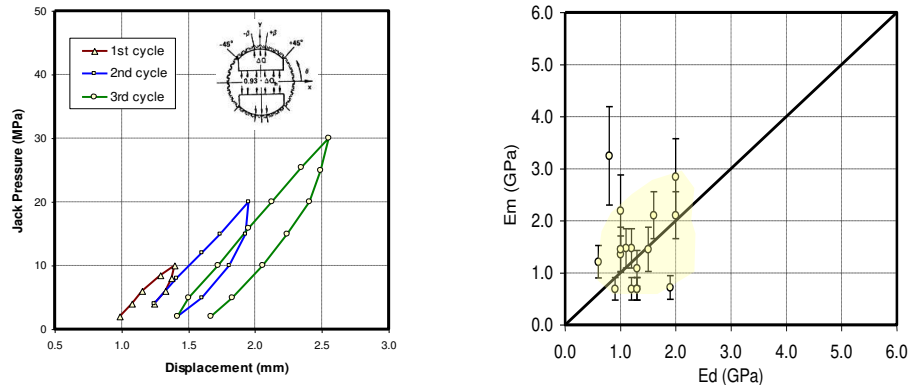 50
40
30
20
10
0
Jack Pressure (MPa)
1st cycle
2nd cycle
3rd cycle
Y
-β +β
-45° +45°
ΔQ
θ
X
0.5 1.0 1.5 2.0 2.5 3.0
Displacement (mm)
6.0
5.0
4.0
3.0
2.0
1.0
0.0
Em (GPa)
0.0 1.0 2.0 3.0 4.0 5.0 6.0
Ed (GPa)